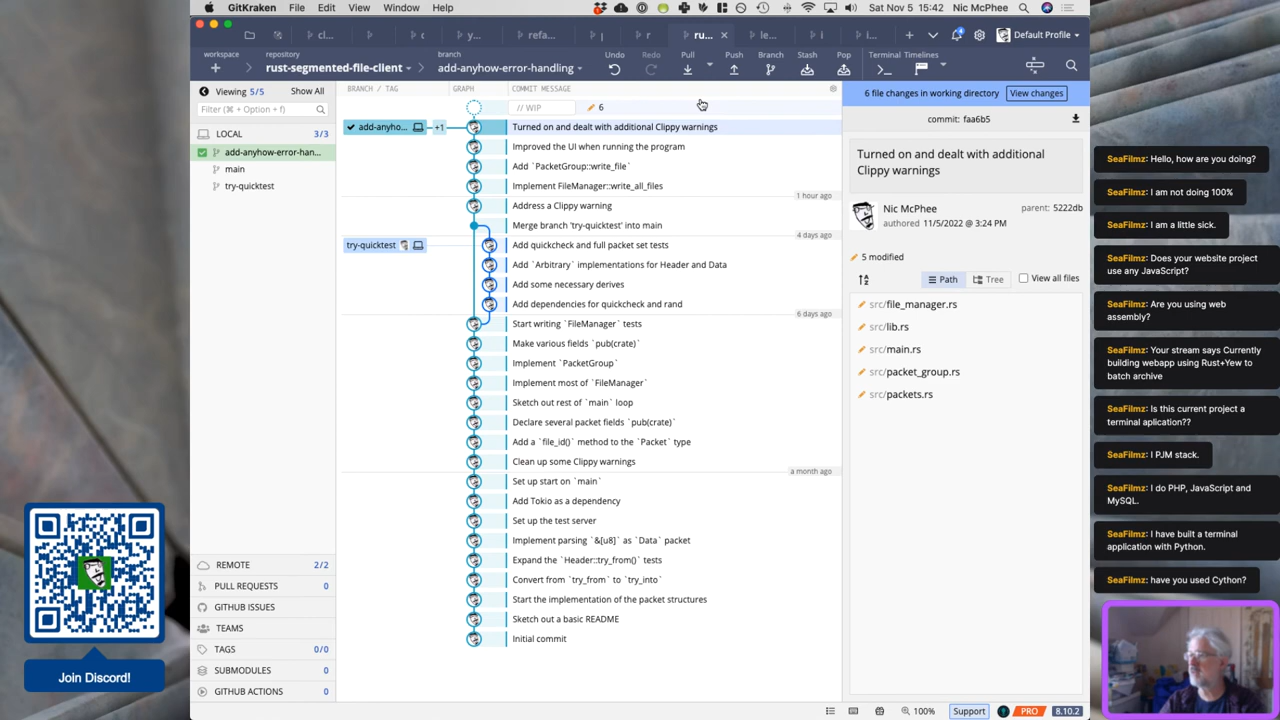 GitKraken File Edit View Window Help
Sat Nov 5 15:42 Nic McPhee
cl...
c
y...
refa...
r
ru...
le...
i
i...
Default Profile
workspace
repository
rust-segmented-file-client
branch
add-anyhow-error-handling
Undo
Redo
Pull
Push
Branch
Stash
Pop
Terminal
Timelines
Viewing 5/5 Show All
Filter (⌘ + Option + f)
LOCAL 3/3
add-anyhow-error-han...
main
try-quicktest
REMOTE 2/2
PULL REQUESTS 0
GITHUB ISSUES
TEAMS
TAGS 0/0
SUBMODULES 0
GITHUB ACTIONS 0
BRANCH / TAG GRAPH COMMIT MESSAGE
// WIP 6
add-anyho... +1 Turned on and dealt with additional Clippy warnings
Improved the UI when running the program
Add `PacketGroup::write_file`
Implement FileManager::write_all_files
1 hour ago
Address a Clippy warning
Merge branch 'try-quicktest' into main
4 days ago
try-quicktest Add quickcheck and full packet set tests
Add `Arbitrary` implementations for Header and Data
Add some necessary derives
Add dependencies for quickcheck and rand
6 days ago
Start writing `FileManager` tests
Make various fields `pub(crate)`
Implement `PacketGroup`
Implement most of `FileManager`
Sketch out rest of `main` loop
Declare several packet fields `pub(crate)`
Add a `file_id()` method to the `Packet` type
Clean up some Clippy warnings
a month ago
Set up start on `main`
Add Tokio as a dependency
Set up the test server
Implement parsing `&[u8]` as `Data` packet
Expand the `Header::try_from()` tests
Convert from `try_from` to `try_into`
Start the implementation of the packet structures
Sketch out a basic README
Initial commit
6 file changes in working directory View changes
commit: faa6b5
Turned on and dealt with additional
Clippy warnings
Nic McPhee parent: 5222db
authored 11/5/2022 @ 3:24 PM
5 modified
Path Tree View all files
src/file_manager.rs
src/lib.rs
src/main.rs
src/packet_group.rs
src/packets.rs
100% Support PRO 8.10.2
SeaFilmz: Hello, how are you doing?
SeaFilmz: I am not doing 100%
SeaFilmz: I am a little sick.
SeaFilmz: Does your website project
use any JavaScript?
SeaFilmz: Are you using web
assembly?
SeaFilmz: Your stream says Currently
building webapp using Rust+Yew to
batch archive
SeaFilmz: Is this current project a
terminal aplication??
SeaFilmz: I PJM stack.
SeaFilmz: I do PHP, JavaScript and
MySQL.
SeaFilmz: I have built a terminal
application with Python.
SeaFilmz: have you used Cython?
Join Discord!